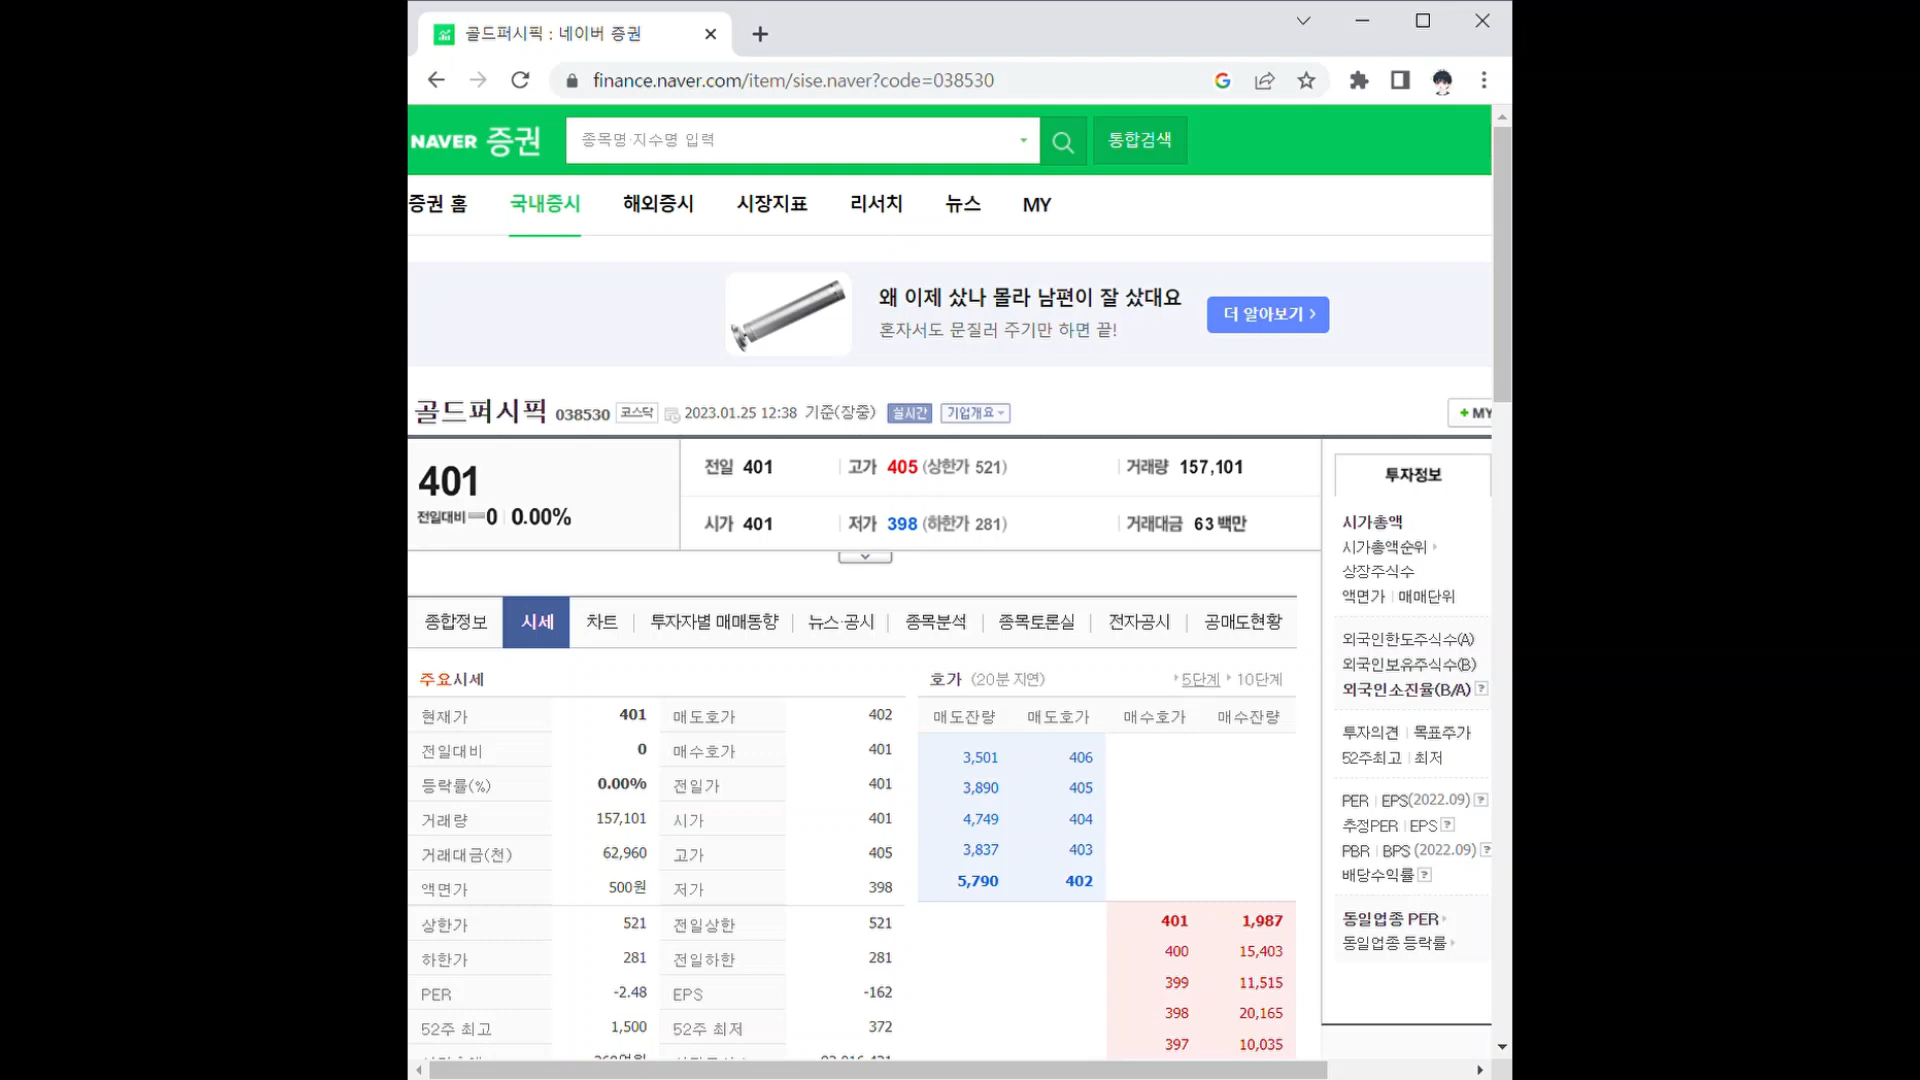 골드퍼시픽 : 네이버 증권
finance.naver.com/item/sise.naver?code=038530
NAVER 증권
종목명·지수명 입력
통합검색
증권 홈 국내증시 해외증시 시장지표 리서치 뉴스 MY
왜 이제 샀나 몰라 남편이 잘 샀대요
혼자서도 문질러 주기만 하면 끝!
더 알아보기 >
골드퍼시픽 038530 코스닥 2023.01.25 12:38 기준(장중) 실시간 기업개요
+ MY
401
전일대비 0 0.00%
전일 401 고가 405 (상한가 521) 거래량 157,101
시가 401 저가 398 (하한가 281) 거래대금 63 백만
종합정보 시세 차트 투자자별 매매동향 뉴스·공시 종목분석 종목토론실 전자공시 공매도현황
주요시세
현재가 401 매도호가 402
전일대비 0 매수호가 401
등락률(%) 0.00% 전일가 401
거래량 157,101 시가 401
거래대금(천) 62,960 고가 405
액면가 500원 저가 398
상한가 521 전일상한 521
하한가 281 전일하한 281
PER -2.48 EPS -162
52주 최고 1,500 52주 최저 372
호가 (20분 지연) 5단계 10단계
매도잔량 매도호가 매수호가 매수잔량
3,501 406
3,890 405
4,749 404
3,837 403
5,790 402
401 1,987
400 15,403
399 11,515
398 20,165
397 10,035
투자정보
시가총액
시가총액순위
상장주식수
액면가 매매단위
외국인한도주식수(A)
외국인보유주식수(B)
외국인소진율(B/A) ?
투자의견 목표주가
52주최고 최저
PER EPS(2022.09) ?
추정PER EPS ?
PBR BPS (2022.09) ?
배당수익률 ?
동일업종 PER
동일업종 등락률